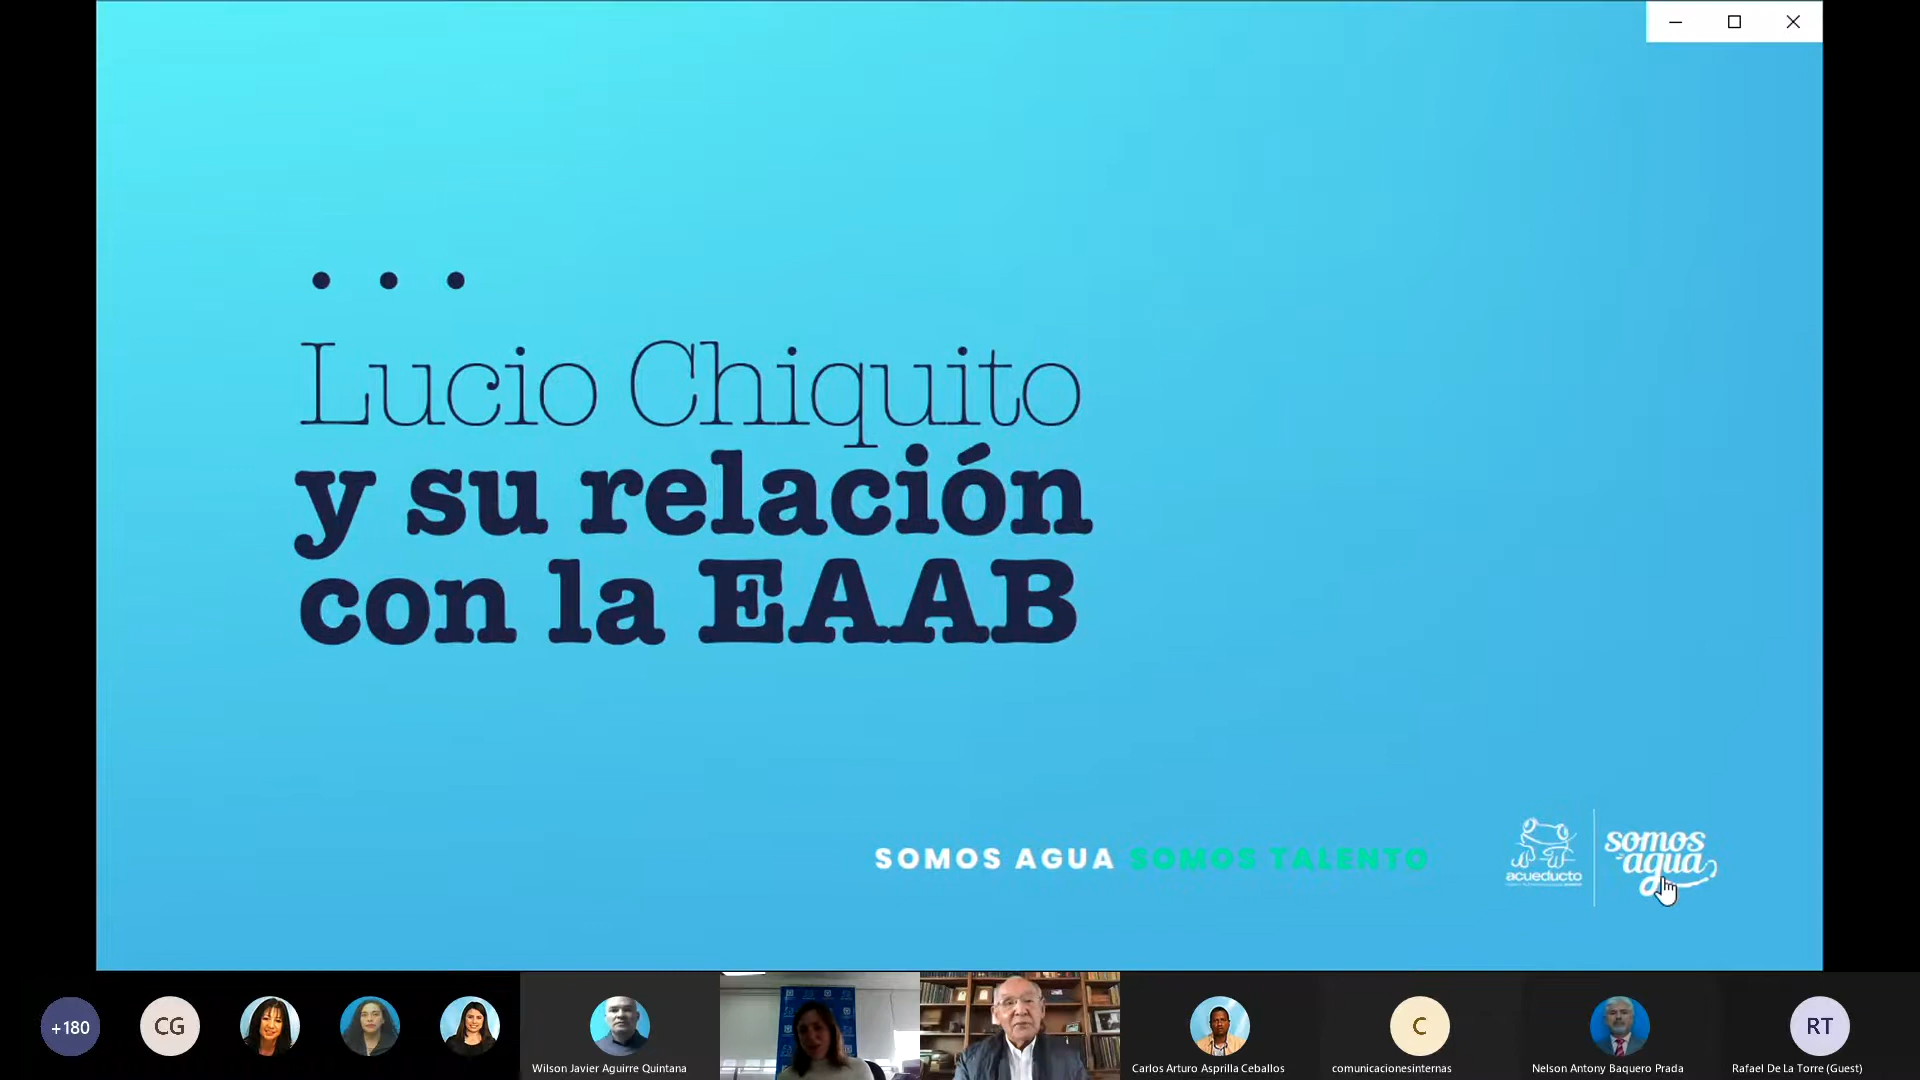 Lucio Chiquito
y su relación
con la EAAB
SOMOS AGUA SOMOS TALENTO
acueducto
somos
agua
+180
CG
Wilson Javier Aguirre Quintana
Carlos Arturo Asprilla Ceballos
C
comunicacionesinternas
Nelson Antony Baquero Prada
RT
Rafael De La Torre (Guest)